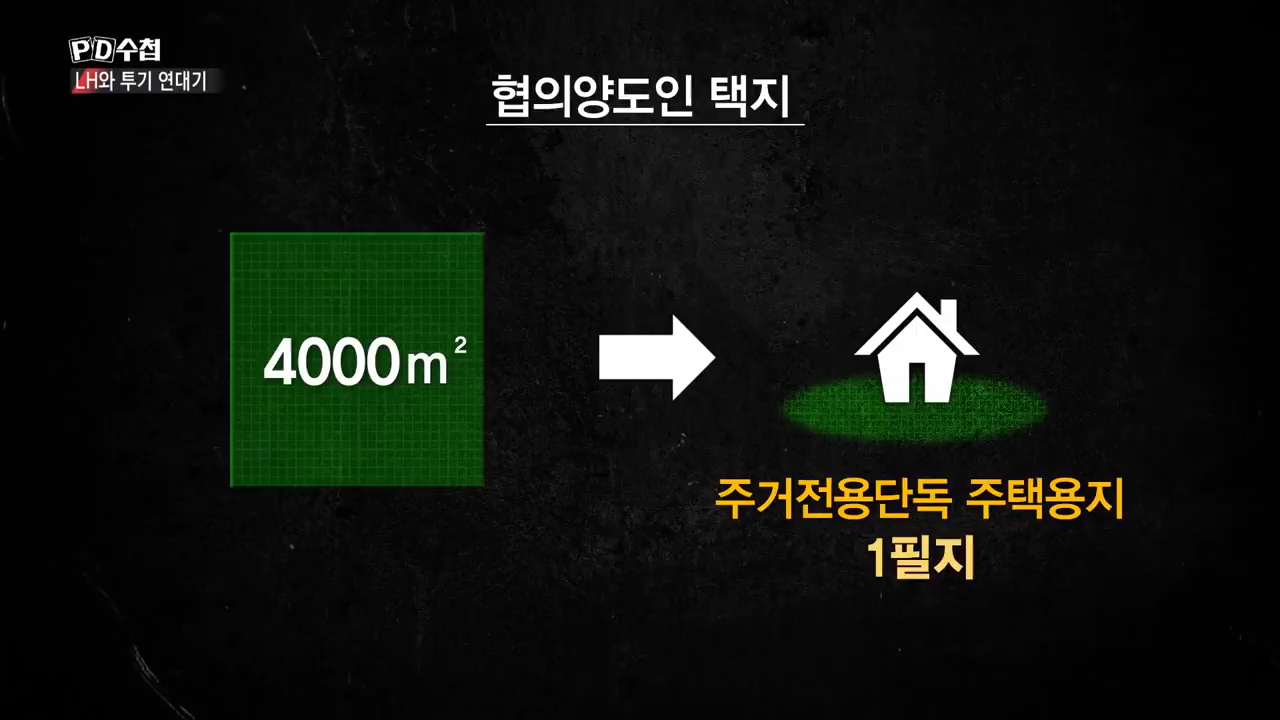 PD수첩
LH와 투기 연대기
협의양도인 택지
4000m²
주거전용단독 주택용지
1필지